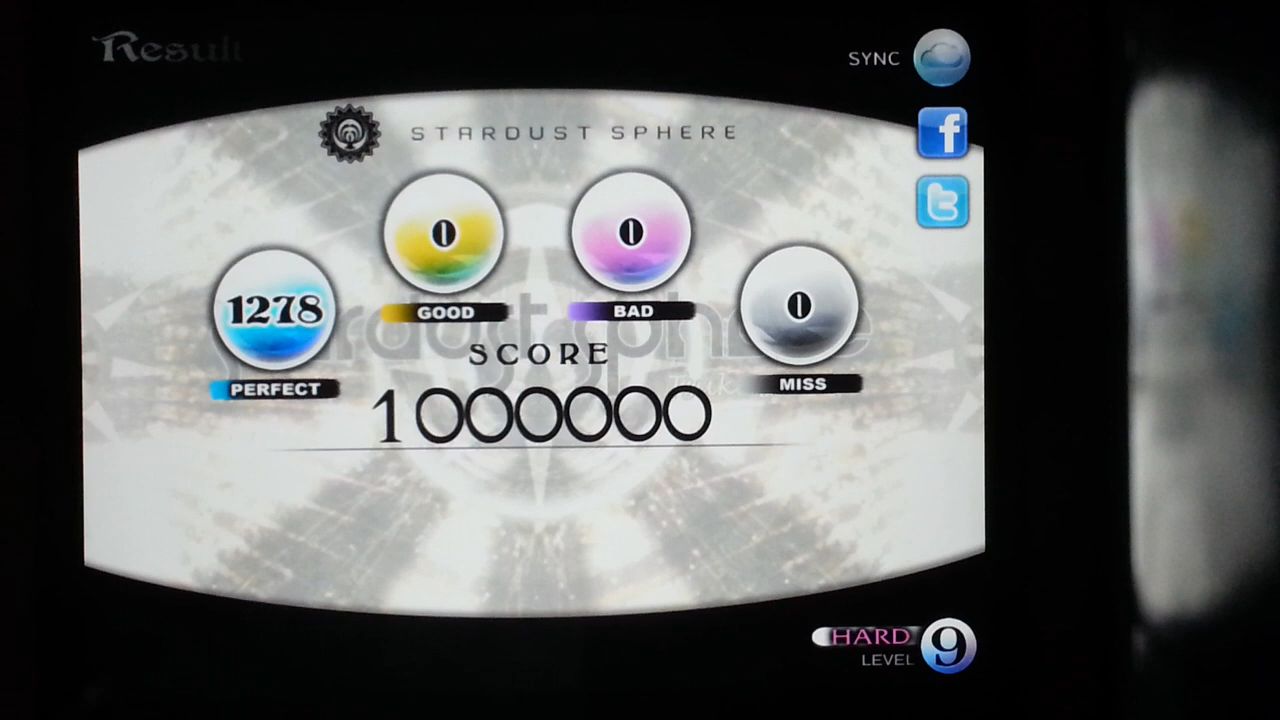 Result
SYNC
STARDUST SPHERE
0
0
1278
0
GOOD
BAD
PERFECT
MISS
SCORE
1000000
HARD
LEVEL
9